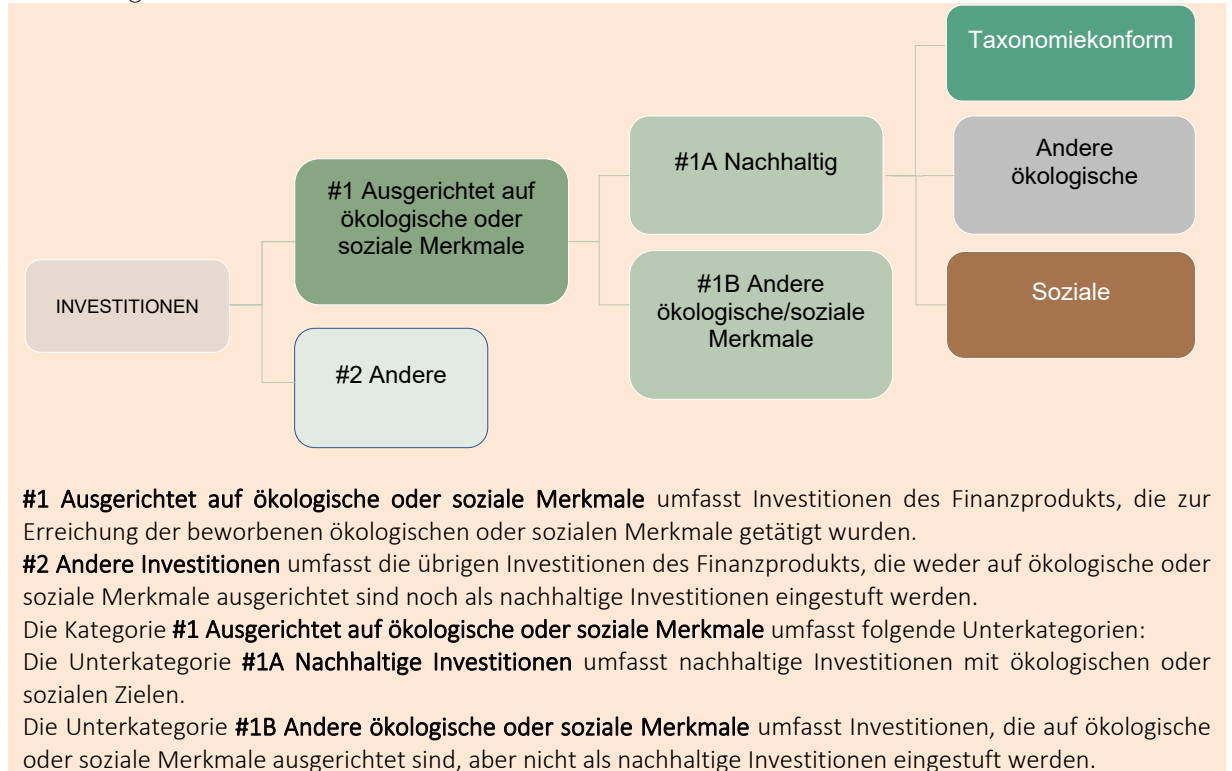 Taxonomiekonform
Andere
ökologische
#1A Nachhaltig
#1 Ausgerichtet auf
ökologische oder
soziale Merkmale
#1B Andere
ökologische/soziale
Merkmale
Soziale
INVESTITIONEN
#2 Andere
#1 Ausgerichtet auf ökologische oder soziale Merkmale umfasst Investitionen des Finanzprodukts, die zur
Erreichung der beworbenen ökologischen oder sozialen Merkmale getätigt wurden.
#2 Andere Investitionen umfasst die übrigen Investitionen des Finanzprodukts, die weder auf ökologische oder
soziale Merkmale ausgerichtet sind noch als nachhaltige Investitionen eingestuft werden.
Die Kategorie #1 Ausgerichtet auf ökologische oder soziale Merkmale umfasst folgende Unterkategorien:
Die Unterkategorie #1A Nachhaltige Investitionen umfasst nachhaltige Investitionen mit ökologischen oder
sozialen Zielen.
Die Unterkategorie #1B Andere ökologische oder soziale Merkmale umfasst Investitionen, die auf ökologische
oder soziale Merkmale ausgerichtet sind, aber nicht als nachhaltige Investitionen eingestuft werden.